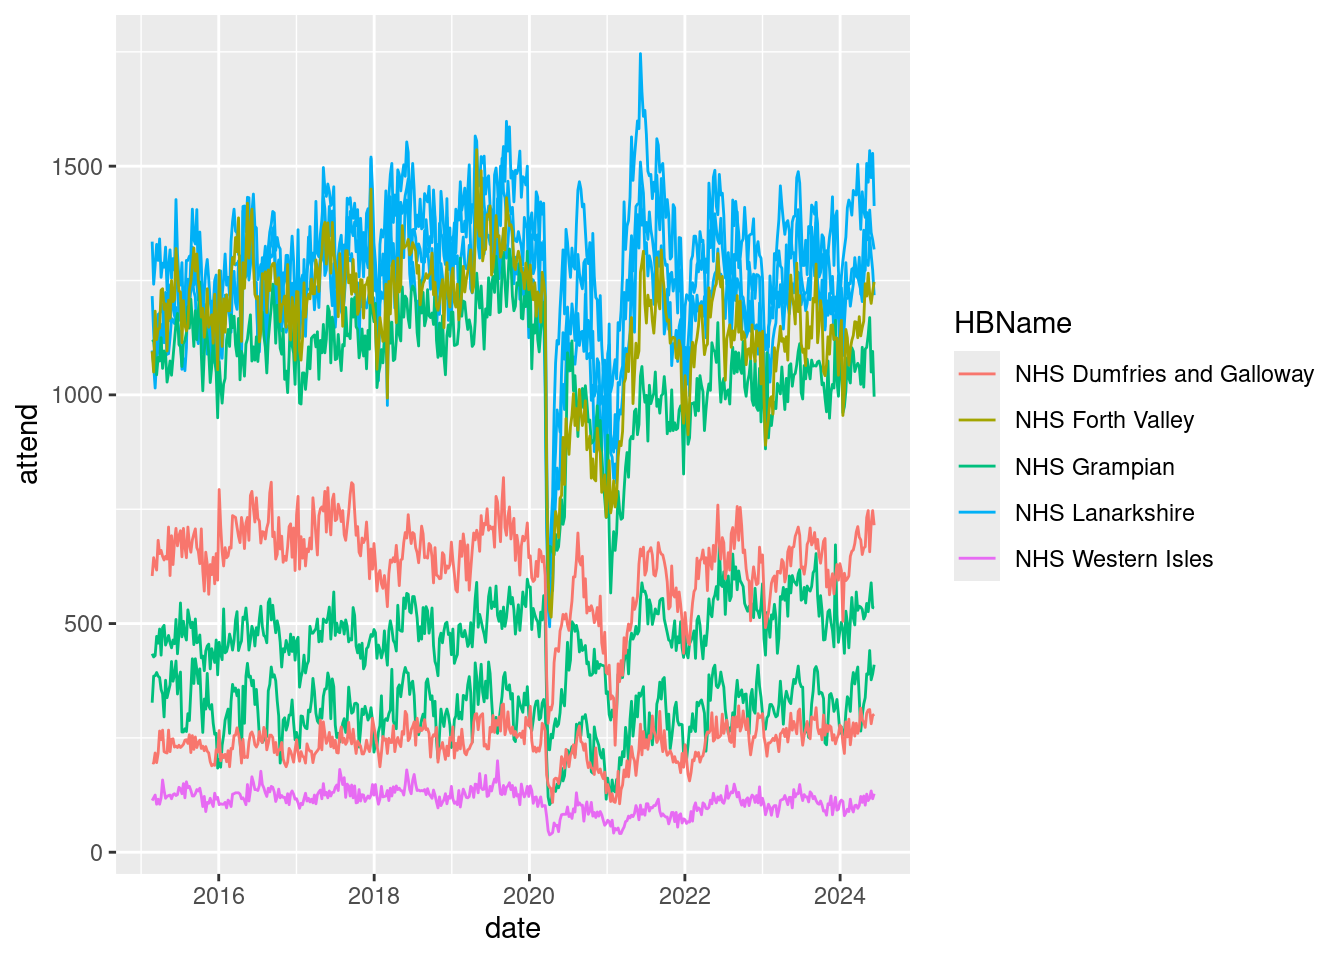 1500
1000
500
0
attend
2016
2018
2020
2022
2024
date
HBName
NHS Dumfries and Galloway
NHS Forth Valley
NHS Grampian
NHS Lanarkshire
NHS Western Isles